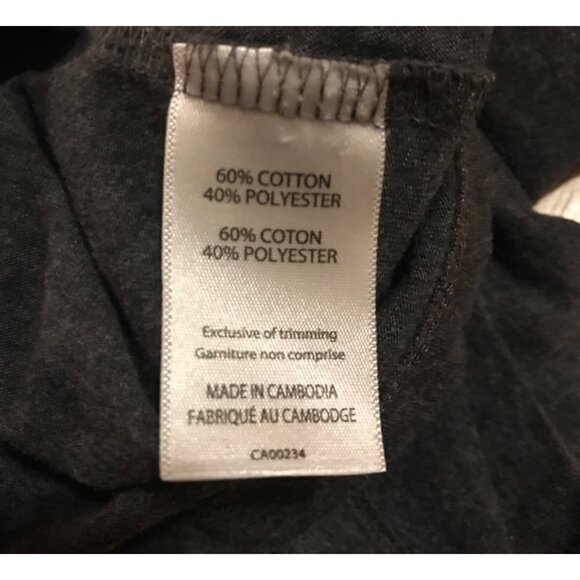 60% COTTON
40% POLYESTER
60% COTON
40% POLYESTER
Exclusive of trimming
Garniture non comprise
MADE IN CAMBODIA
FABRIQUÉ AU CAMBODGE
CA00234